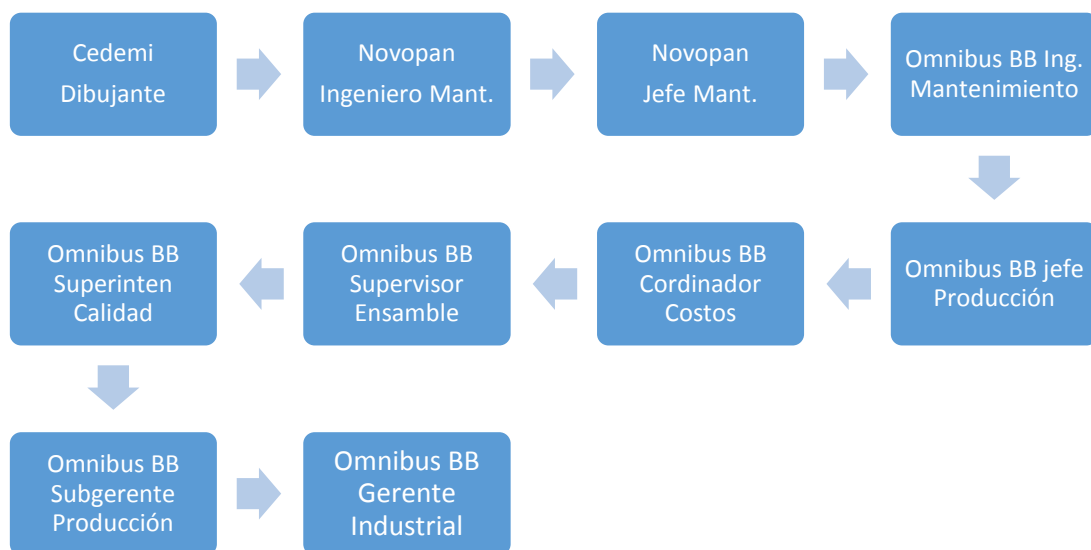 Cedemi
Dibujante
Novopan
Ingeniero Mant.
Novopan
Jefe Mant.
Omnibus BB Ing.
Mantenimiento
Omnibus BB jefe
Producción
Omnibus BB
Cordinador
Costos
Omnibus BB
Supervisor
Ensamble
Omnibus BB
Superinten
Calidad
Omnibus BB
Subgerente
Producción
Omnibus BB
Gerente
Industrial